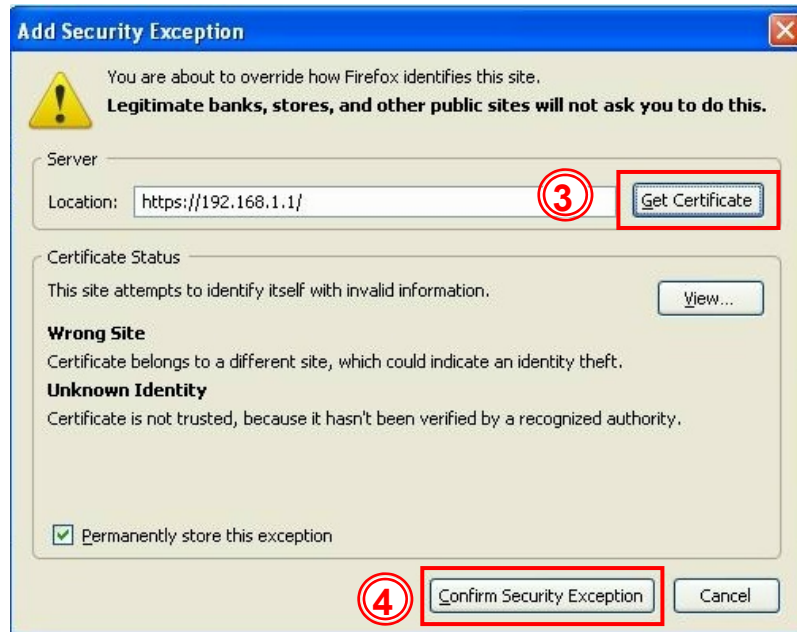 Add Security Exception
You are about to override how Firefox identifies this site.
Legitimate banks, stores, and other public sites will not ask you to do this.
Server
Location: https://192.168.1.1/ 3 Get Certificate
Certificate Status
This site attempts to identify itself with invalid information. View...
Wrong Site
Certificate belongs to a different site, which could indicate an identity theft.
Unknown Identity
Certificate is not trusted, because it hasn't been verified by a recognized authority.
Permanently store this exception
4 Confirm Security Exception Cancel